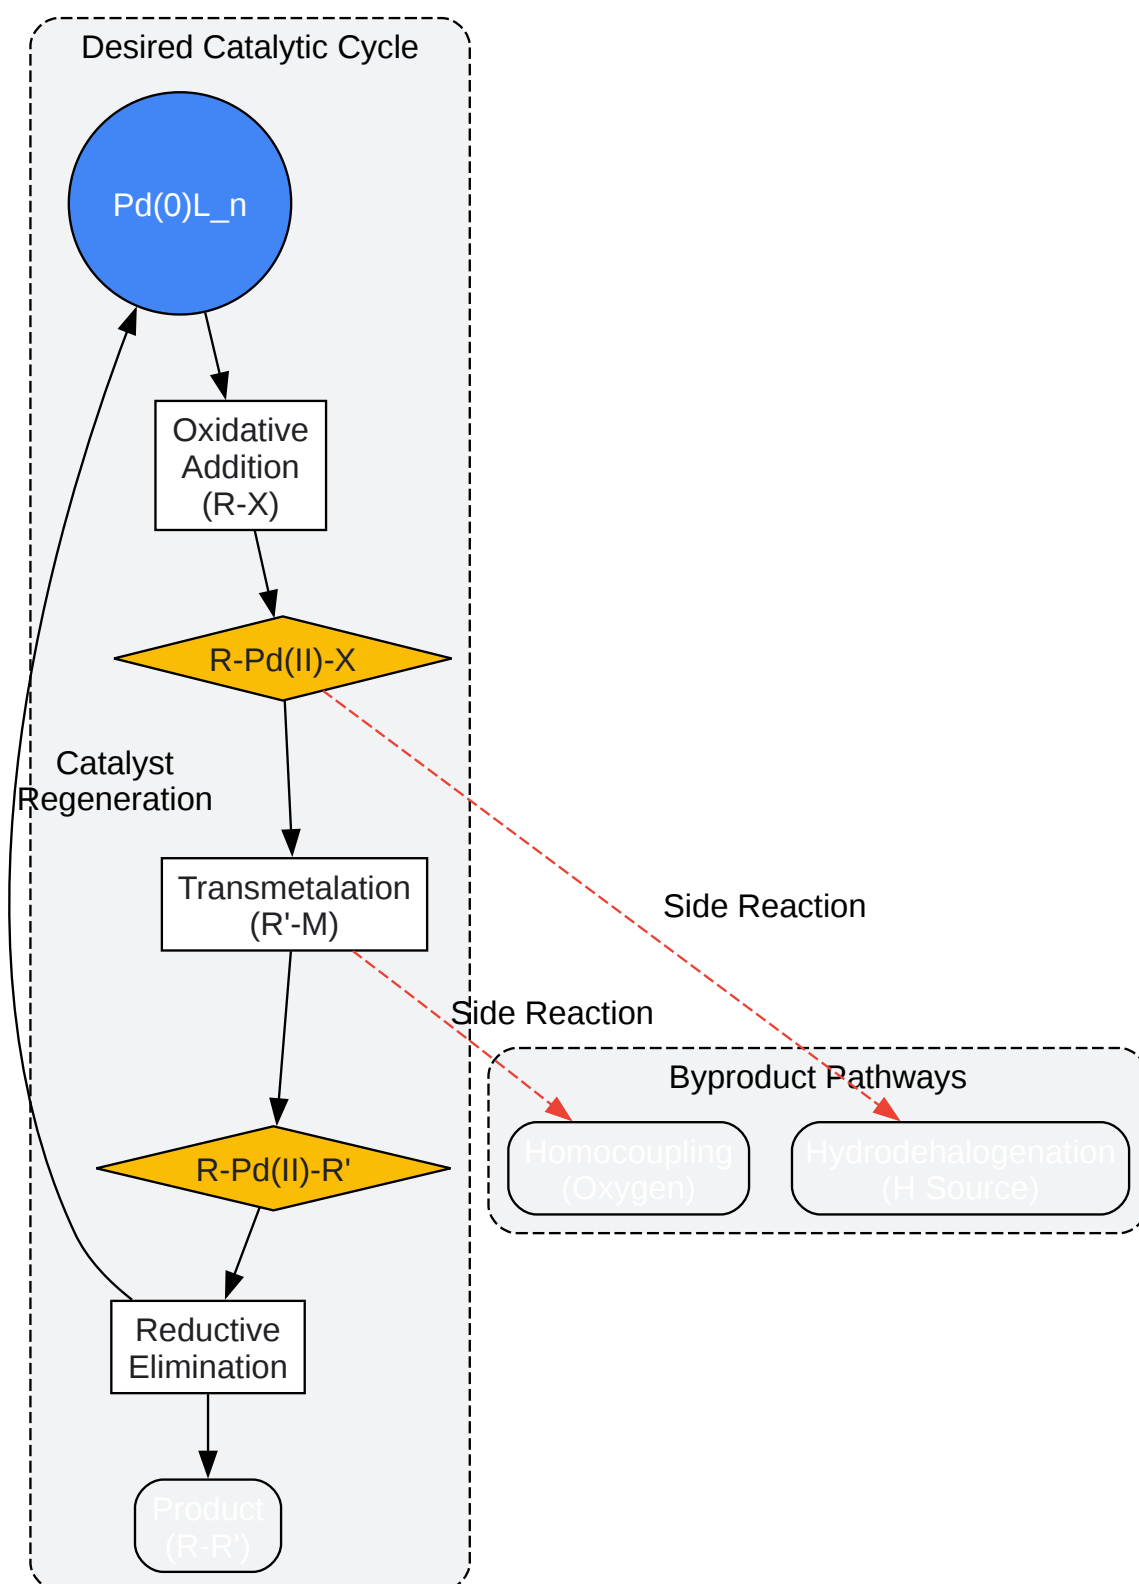 Desired Catalytic Cycle
Pd(0)L_n
Oxidative
Addition
(R-X)
R-Pd(II)-X
Catalyst
Regeneration
Transmetalation
(R'-M)
Side Reaction
Side Reaction
Byproduct Pathways
Homocoupling
(Oxygen)
Hydrodehalogenation
(H Source)
R-Pd(II)-R'
Reductive
Elimination
Product
(R-R')